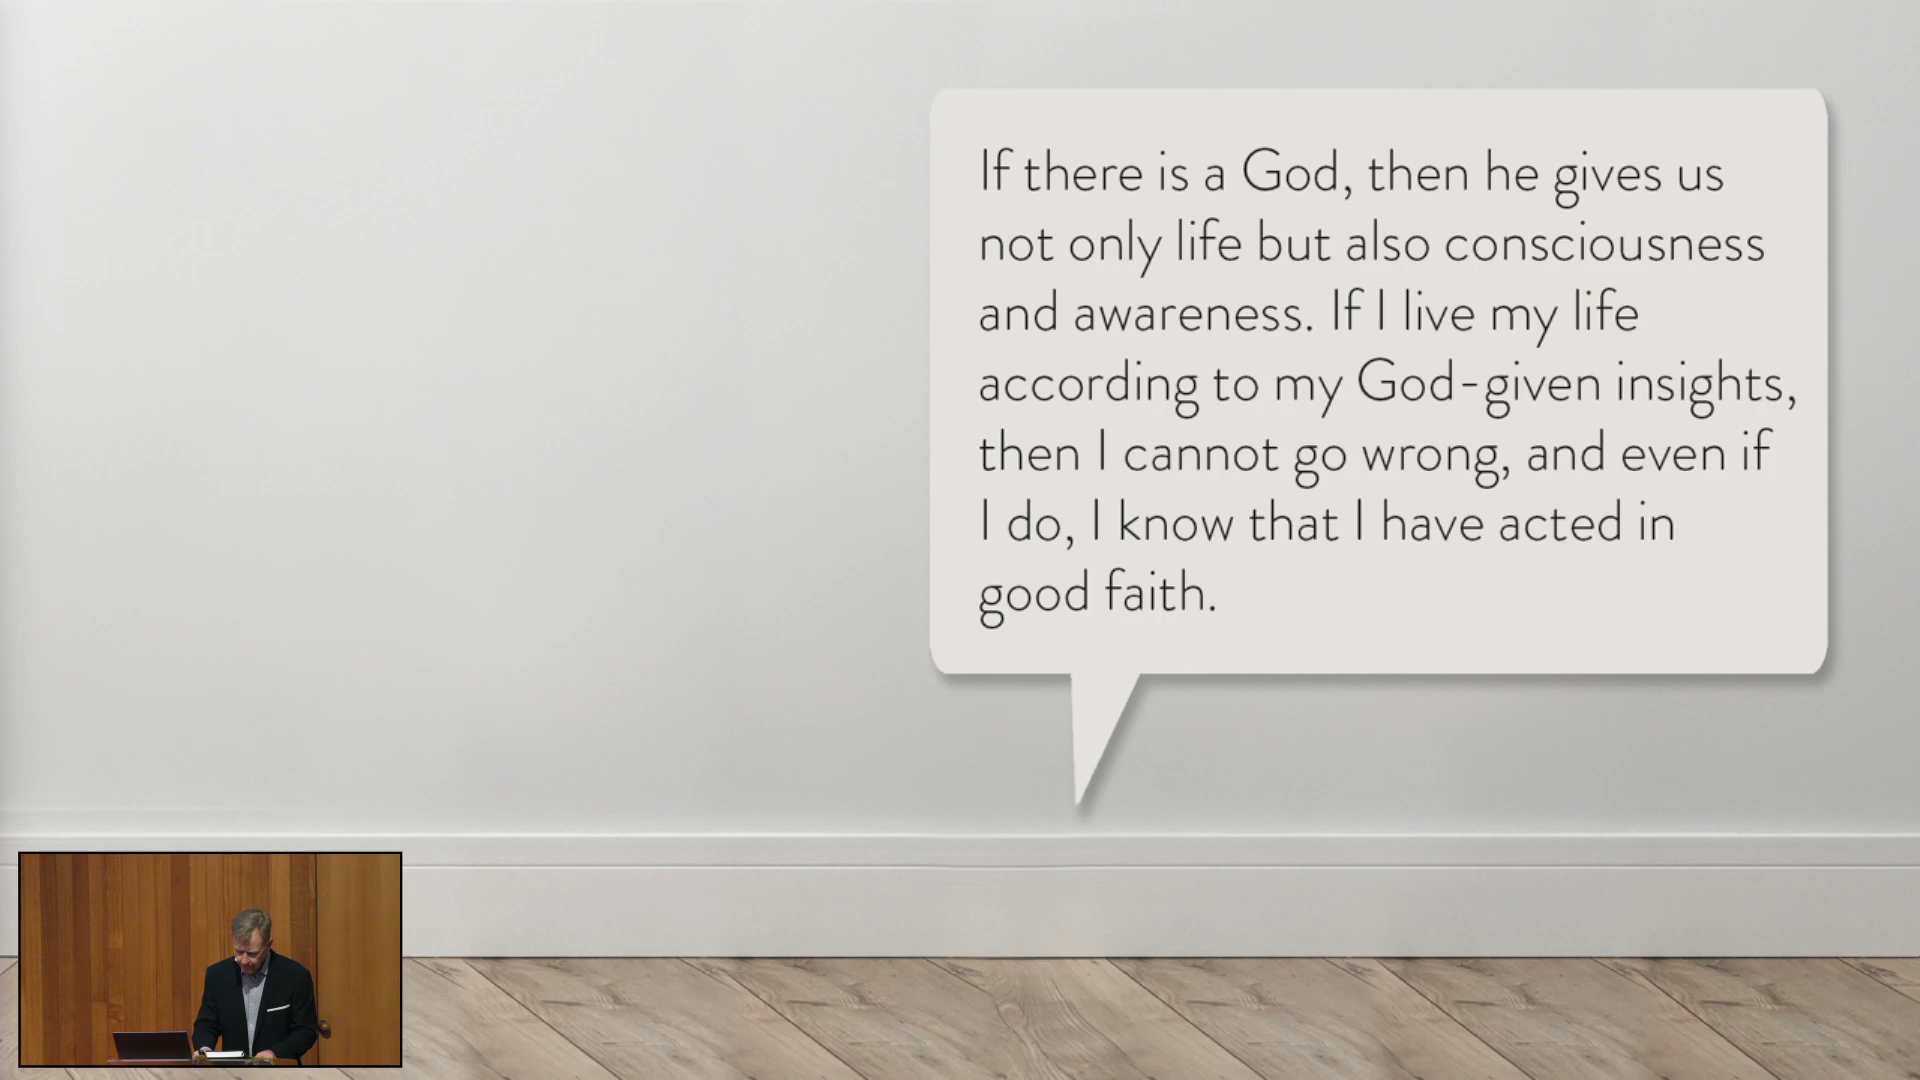 If there is a God, then he gives us
not only life but also consciousness
and awareness. If I live my life
according to my God-given insights,
then I cannot go wrong, and even if
I do, I know that I have acted in
good faith.